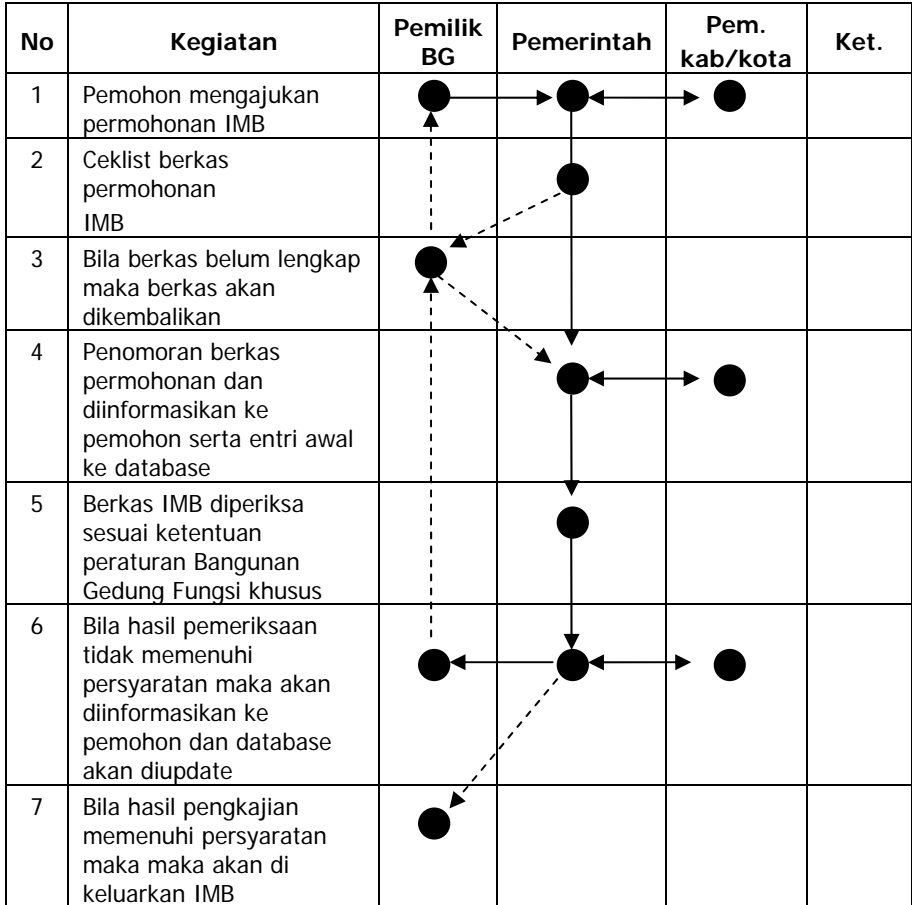 No Kegiatan Pemilik BG Pemerintah Pem. kab/kota Ket.
1 Pemohon mengajukan
permohonan IMB
2 Ceklist berkas
permohonan
IMB
3 Bila berkas belum lengkap
maka berkas akan
dikembalikan
4 Penomoran berkas
permohonan dan
diinformasikan ke
pemohon serta entri awal
ke database
5 Berkas IMB diperiksa
sesuai ketentuan
peraturan Bangunan
Gedung Fungsi khusus
6 Bila hasil pemeriksaan
tidak memenuhi
persyaratan maka akan
diinformasikan ke
pemohon dan database
akan diupdate
7 Bila hasil pengkajian
memenuhi persyaratan
maka maka akan di
keluarkan IMB